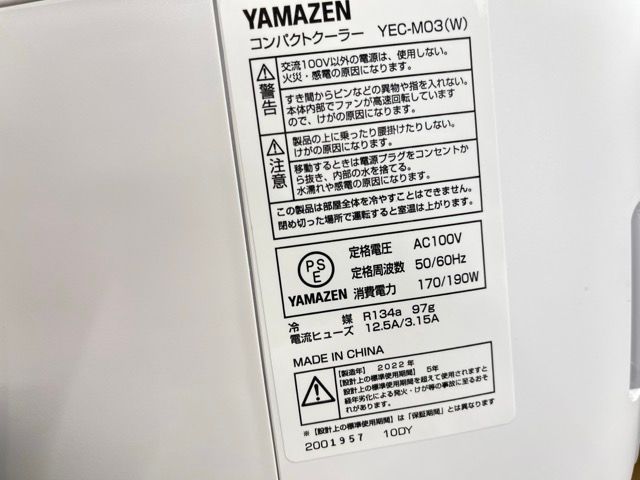 YAMAZEN
コンパクトクーラー YEC-M03(W)
警告
交流100V以外の電源は、使用しない。
火災・感電の原因になります。
すき間からピンなどの異物や指を入れない。
本体内部でファンが高速回転しています
ので、けがの原因になります。
注意
製品の上に乗ったり腰掛けたりしない。
けがの原因になります。
移動するときは電源プラグをコンセントか
ら抜き、内部の水を捨てる。
水濡れや感電の原因になります。
この製品は部屋全体を冷やすことはできません。
閉め切った場所で運転すると室温は上がります。
PSE
YAMAZEN
定格電圧 AC100V
定格周波数 50/60Hz
消費電力 170/190W
冷媒 R134a 97g
電流ヒューズ 12.5A/3.15A
MADE IN CHINA
【製造年】2022年
【設計上の標準使用期間】5年
設計上の標準使用期間を超えて使用されますと
経年劣化による発火・けが等の事故に至るおそ
れがあります。
※【設計上の標準使用期間】は「保証期間」とは異なります
2001957 10DY